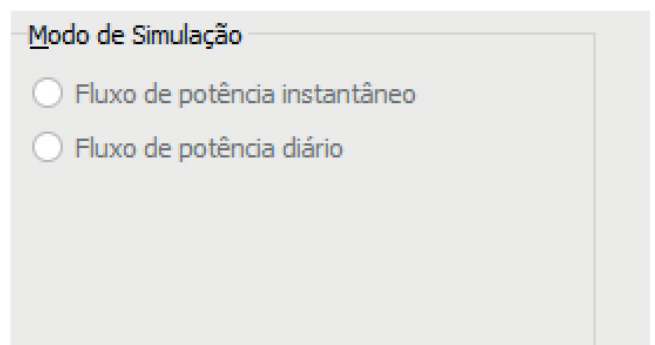 Modo de Simulação
Fluxo de potência instantâneo
Fluxo de potência diário